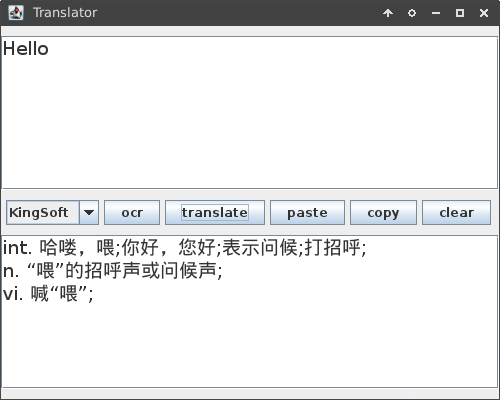 Translator
Hello
KingSoft
ocr
translate
paste
copy
clear
int. 哈喽，喂;你好，您好;表示问候;打招呼;
n. “喂”的招呼声或问候声;
vi. 喊“喂”;